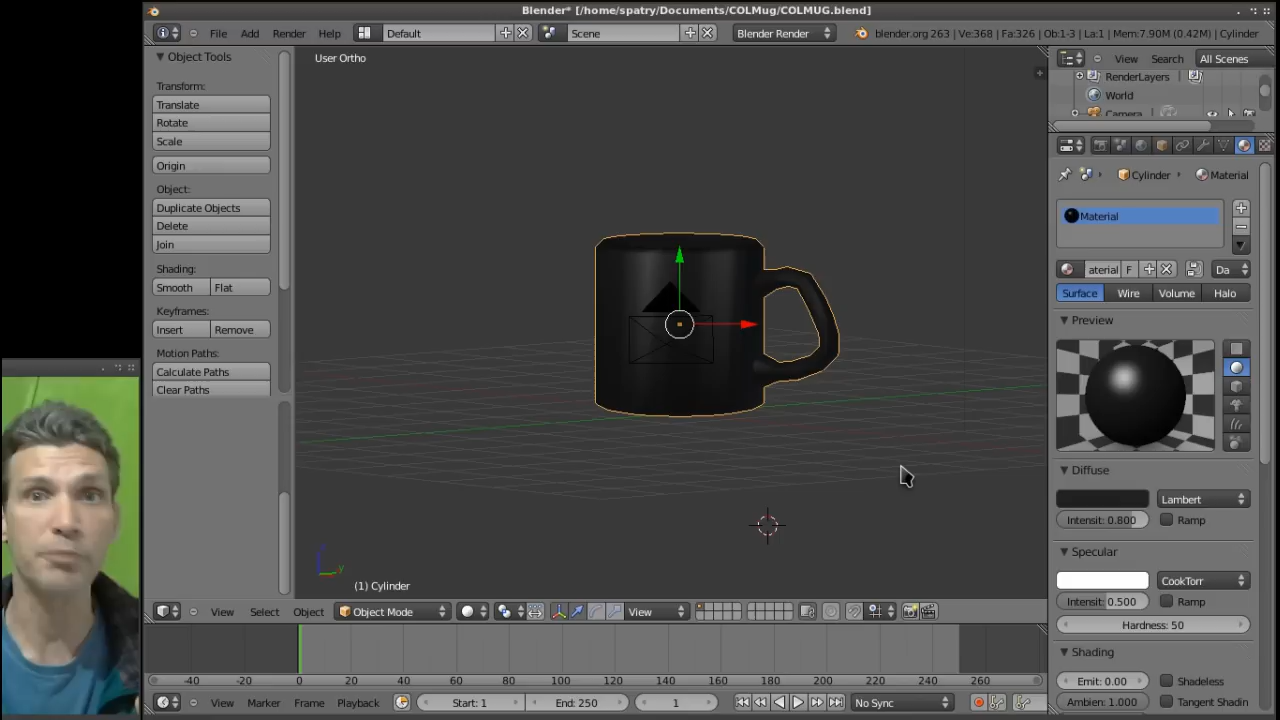 Blender* [/home/spatry/Documents/COLMug/COLMUG.blend]
File Add Render Help Default Scene Blender Render blender.org 263 | Ve:368 | Fa:326 | Ob:1-3 | La:1 | Mem:7.90M (0.42M) | Cylinder
Object Tools
Transform:
Translate
Rotate
Scale
Origin
Object:
Duplicate Objects
Delete
Join
Shading:
Smooth Flat
Keyframes:
Insert Remove
Motion Paths:
Calculate Paths
Clear Paths
User Ortho
(1) Cylinder
View Select Object Object Mode View
-40 -20 0 20 40 60 80 100 120 140 160 180 200 220 240 260
View Marker Frame Playback Start: 1 End: 250 1 No Sync
View Search All Scenes
RenderLayers
World
Camera
Cylinder Material
Material
aterial F Da
Surface Wire Volume Halo
Preview
Diffuse
Lambert
Intensit: 0.800 Ramp
Specular
CookTorr
Intensit: 0.500 Ramp
Hardness: 50
Shading
Emit: 0.00 Shadeless
Ambien: 1.000 Tangent Shadin